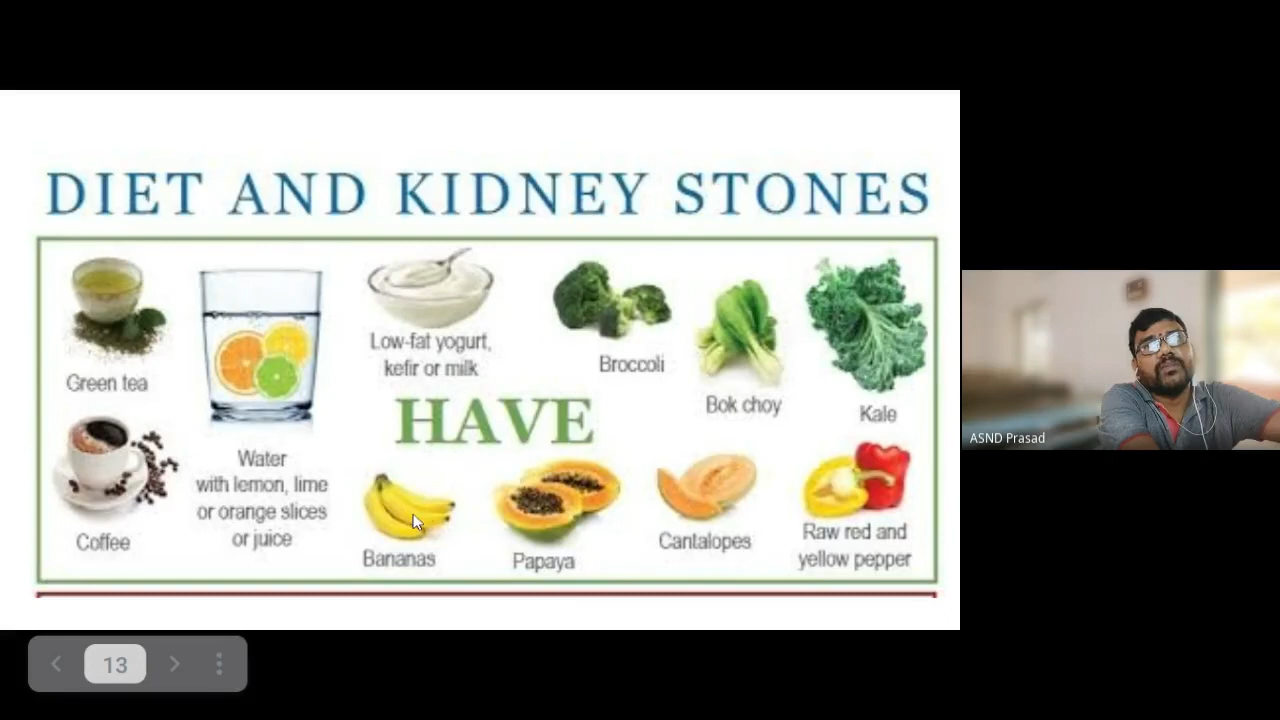 DIET AND KIDNEY STONES
Green tea
Water
with lemon, lime
or orange slices
or juice
Low-fat yogurt,
kefir or milk
Broccoli
Bok choy
Kale
HAVE
Coffee
Bananas
Papaya
Cantalopes
Raw red and
yellow pepper
ASND Prasad
13